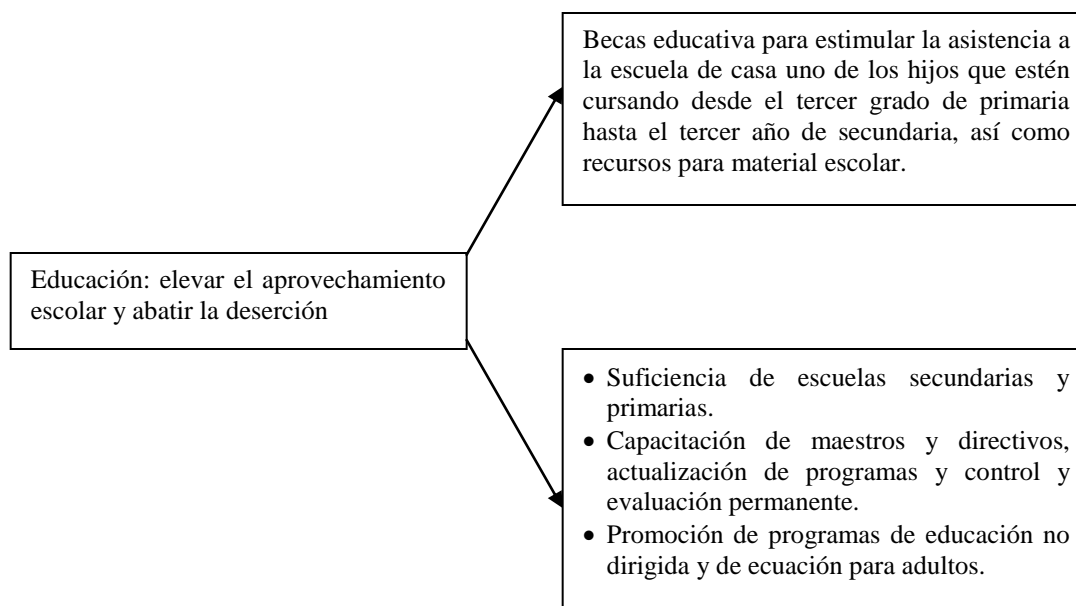 Becas educativa para estimular la asistencia a
la escuela de casa uno de los hijos que estén
cursando desde el tercer grado de primaria
hasta el tercer año de secundaria, así como
recursos para material escolar.
Educación: elevar el aprovechamiento
escolar y abatir la deserción
• Suficiencia de escuelas secundarias y
primarias.
• Capacitación de maestros y directivos,
actualización de programas y control y
evaluación permanente.
• Promoción de programas de educación no
dirigida y de ecuación para adultos.